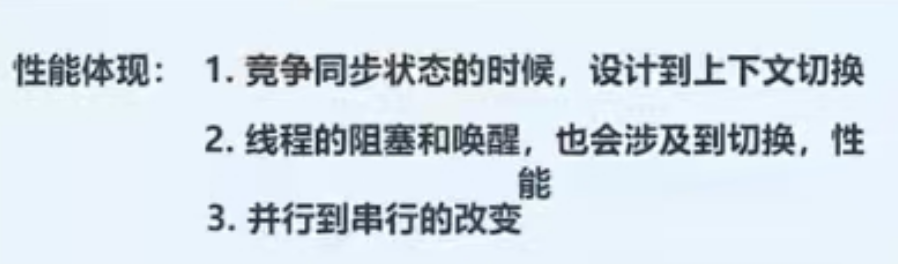 性能体现： 1. 竞争同步状态的时候，设计到上下文切换
2. 线程的阻塞和唤醒，也会涉及到切换，性
能
3. 并行到串行的改变